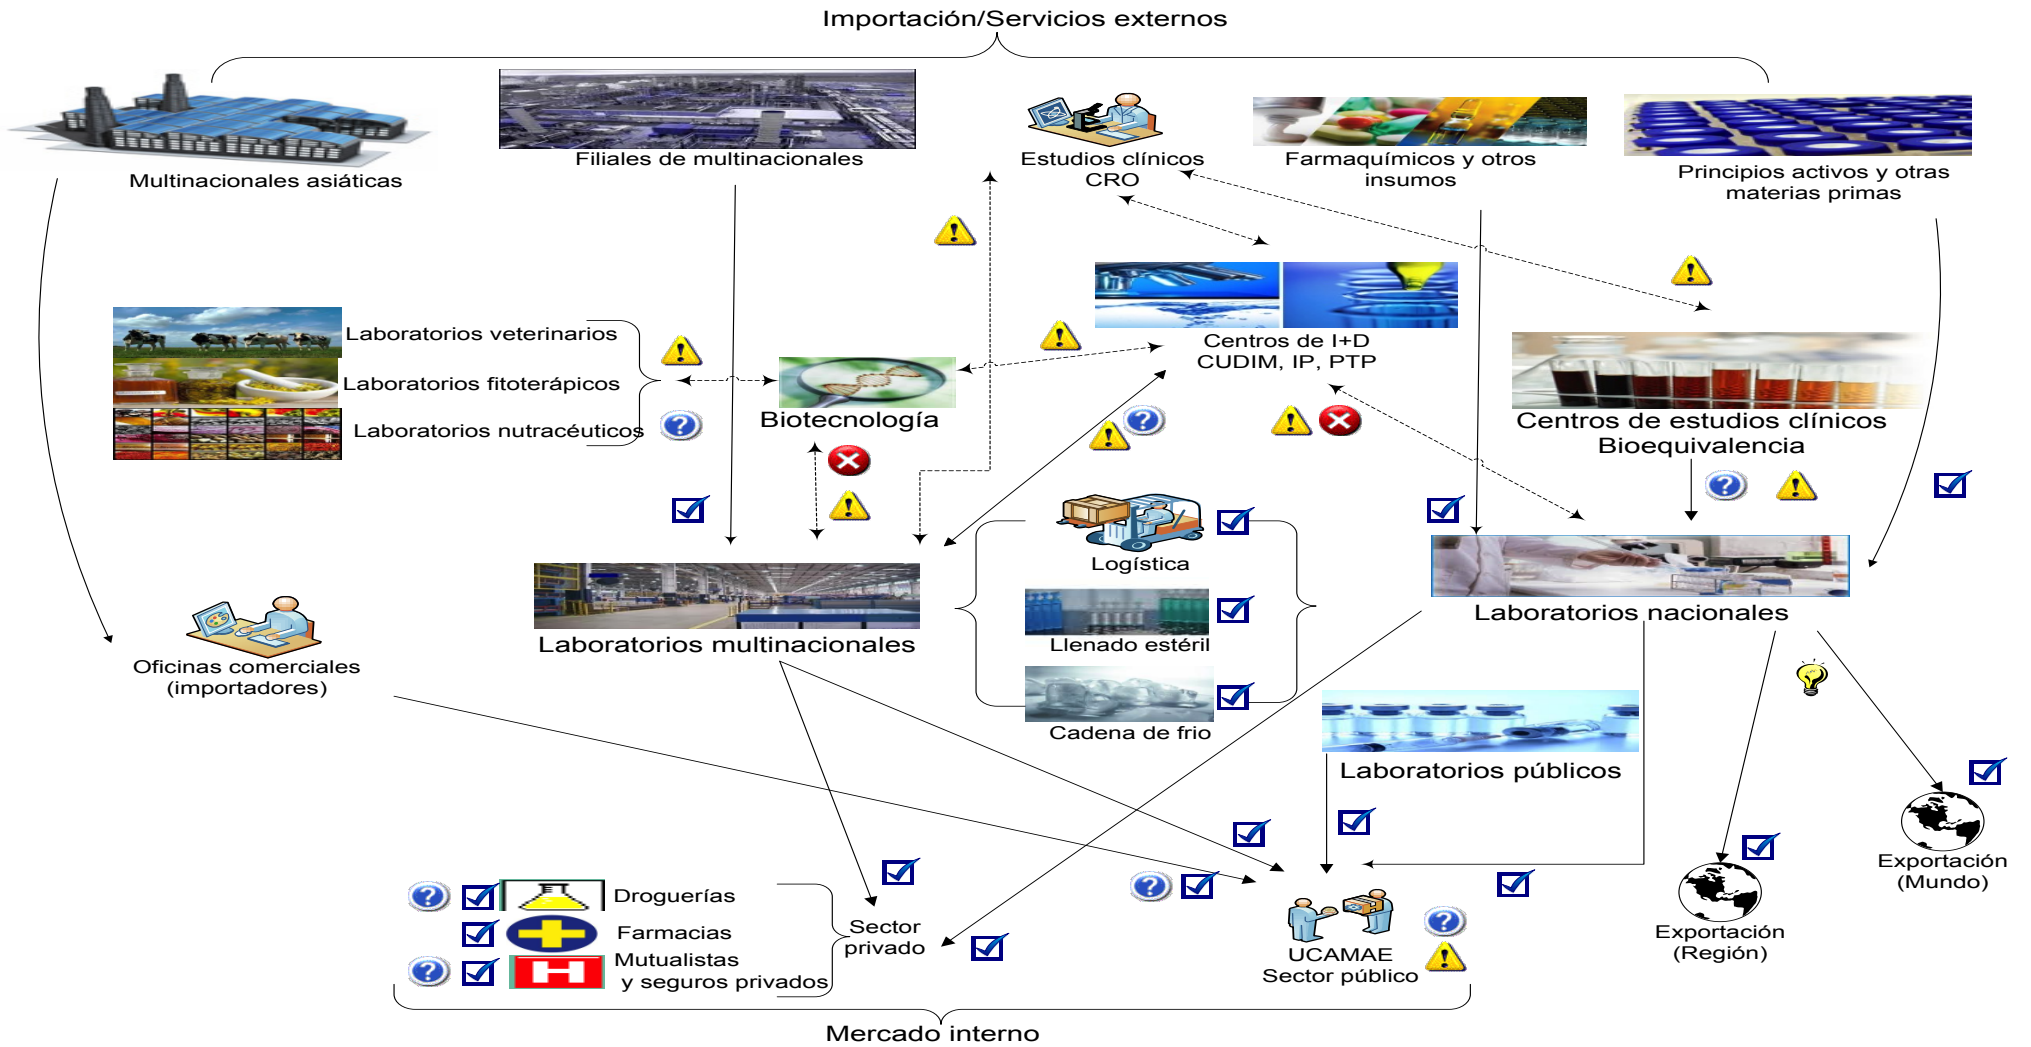 Importación/Servicios externos
Multinacionales asiáticas
Filiales de multinacionales
Estudios clínicos
CRO
Farmaquímicos y otros
insumos
Principios activos y otras
materias primas
Laboratorios veterinarios
Laboratorios fitoterápicos
Laboratorios nutracéuticos
Biotecnología
Centros de I+D
CUDIM, IP, PTP
Centros de estudios clínicos
Bioequivalencia
Logística
Llenado estéril
Cadena de frio
Oficinas comerciales
(importadores)
Laboratorios multinacionales
Laboratorios nacionales
Laboratorios públicos
Droguerías
Farmacias
Mutualistas
y seguros privados
Sector
privado
UCAMAE
Sector público
Exportación
(Región)
Exportación
(Mundo)
Mercado interno